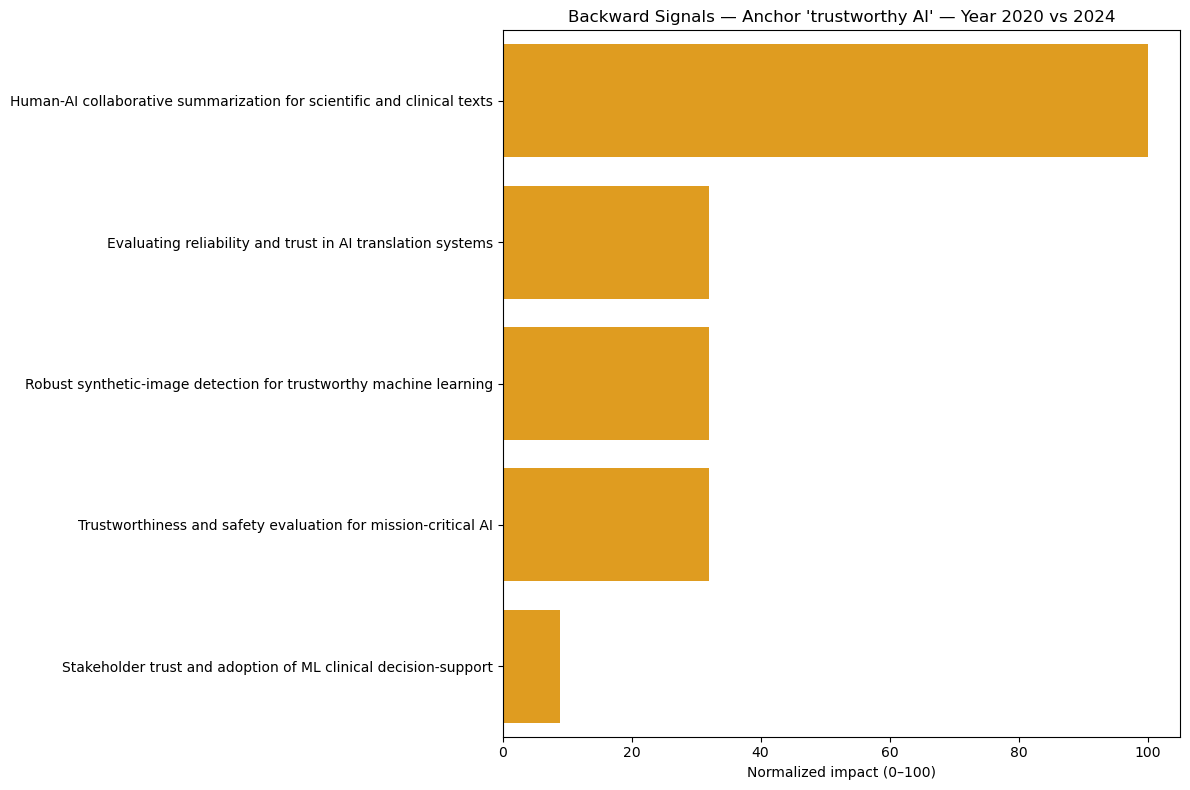 Backward Signals — Anchor 'trustworthy AI' — Year 2020 vs 2024
Human-AI collaborative summarization for scientific and clinical texts
Evaluating reliability and trust in AI translation systems
Robust synthetic-image detection for trustworthy machine learning
Trustworthiness and safety evaluation for mission-critical AI
Stakeholder trust and adoption of ML clinical decision-support
0 20 40 60 80 100
Normalized impact (0–100)